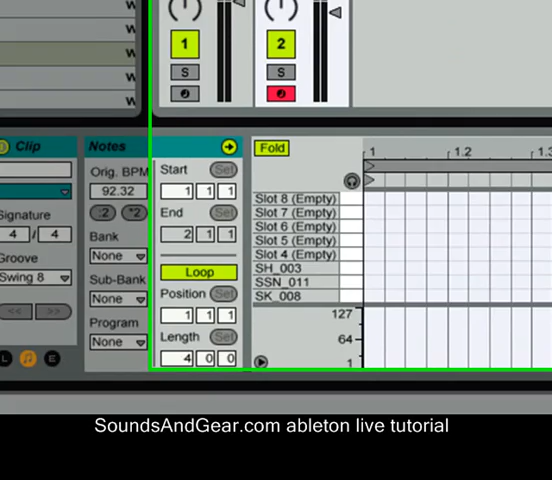 1
2
S
S
Clip
Notes
Fold
1
1.2
1.3
Orig. BPM
92.32
:2
*2
Start
Set
1 1 1
End
Set
2 1 1
Signature
4 / 4
Groove
Swing 8
<<
>>
Bank
None
Sub-Bank
None
Program
None
Loop
Position
Set
1 1 1
Length
4 0 0
Slot 8 (Empty)
Slot 7 (Empty)
Slot 6 (Empty)
Slot 5 (Empty)
Slot 4 (Empty)
SH_003
SSN_011
SK_008
127
64
1
L
E
SoundsAndGear.com ableton live tutorial